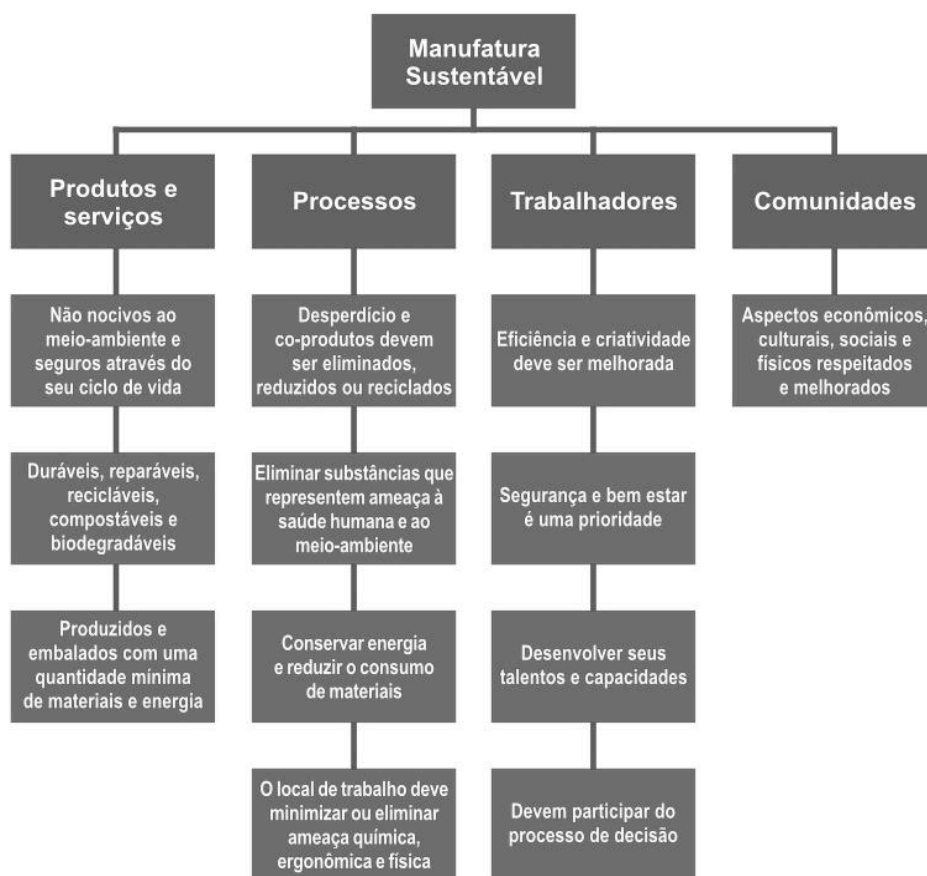 Manufatura
Sustentável
Produtos e
serviços
Processos
Trabalhadores
Comunidades
Não nocivos ao
meio-ambiente e
seguros através do
seu ciclo de vida
Duráveis, reparáveis,
recicláveis,
compostáveis e
biodegradáveis
Produzidos e
embalados com uma
quantidade mínima
de materiais e energia
Desperdício e
co-produtos devem
ser eliminados,
reduzidos ou reciclados
Eliminar substâncias que
representem ameaça à
saúde humana e ao
meio-ambiente
Conservar energia
e reduzir o consumo
de materiais
O local de trabalho deve
minimizar ou eliminar
ameaça química,
ergonômica e física
Eficiência e criatividade
deve ser melhorada
Segurança e bem estar
é uma prioridade
Desenvolver seus
talentos e capacidades
Devem participar do
processo de decisão
Aspectos econômicos,
culturais, sociais e
físicos respeitados
e melhorados